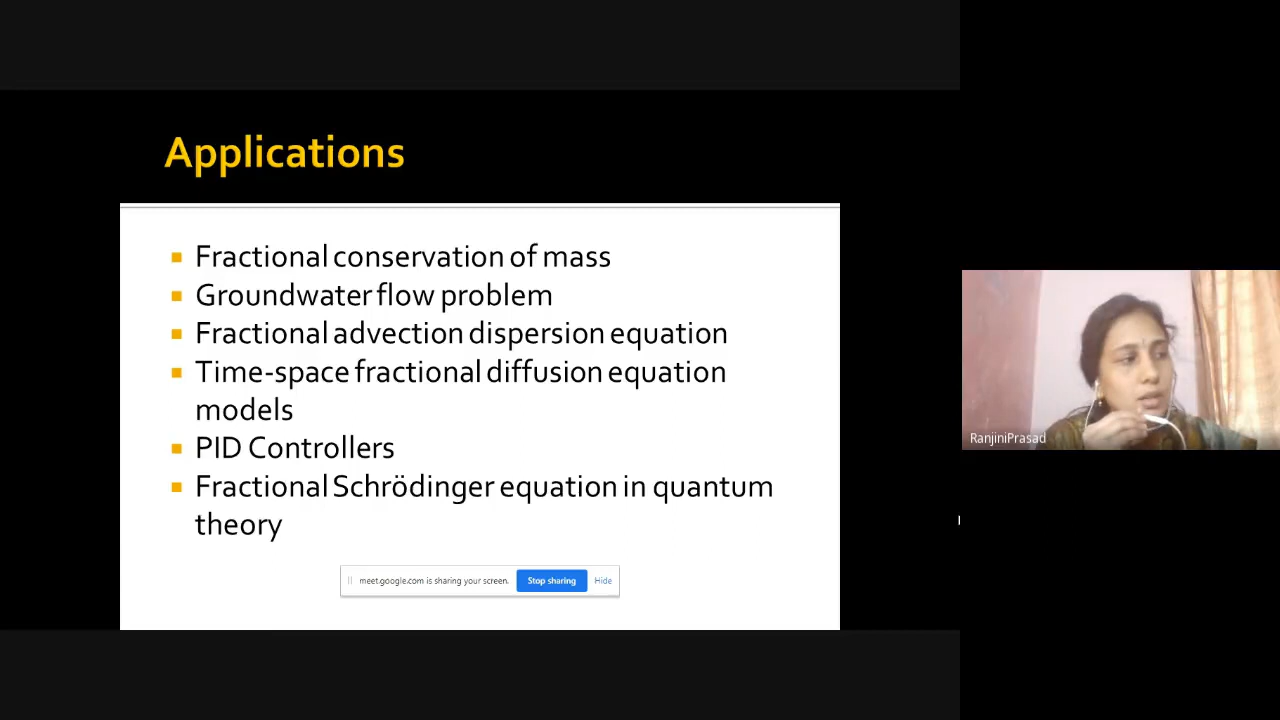 Applications
Fractional conservation of mass
Groundwater flow problem
Fractional advection dispersion equation
Time-space fractional diffusion equation
models
PID Controllers
Fractional Schrödinger equation in quantum
theory
meet.google.com is sharing your screen. Stop sharing Hide
RanjiniPrasad